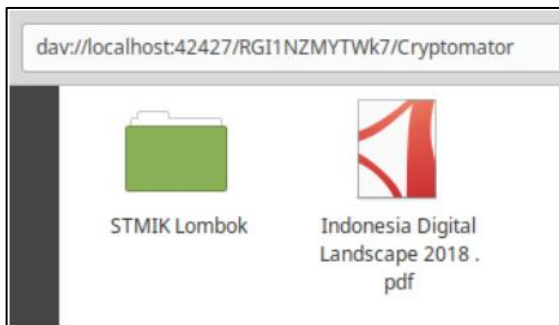 dav://localhost:42427/RGI1NZMYTWk7/Cryptomator
STMIK Lombok
Indonesia Digital
Landscape 2018 .
pdf